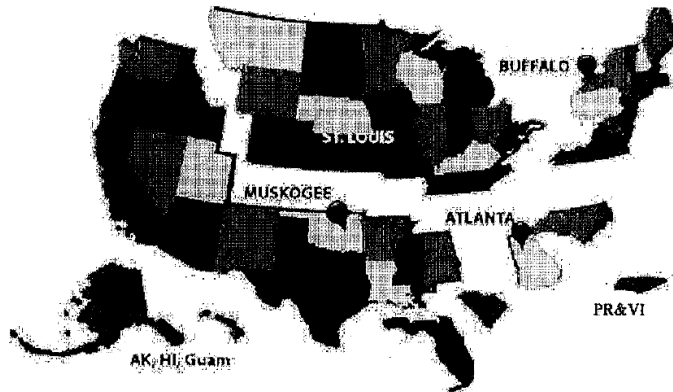 BUFFALO
ST. LOUIS
MUSKOGEE
ATLANTA
PR&VI
AK, HI, Guam